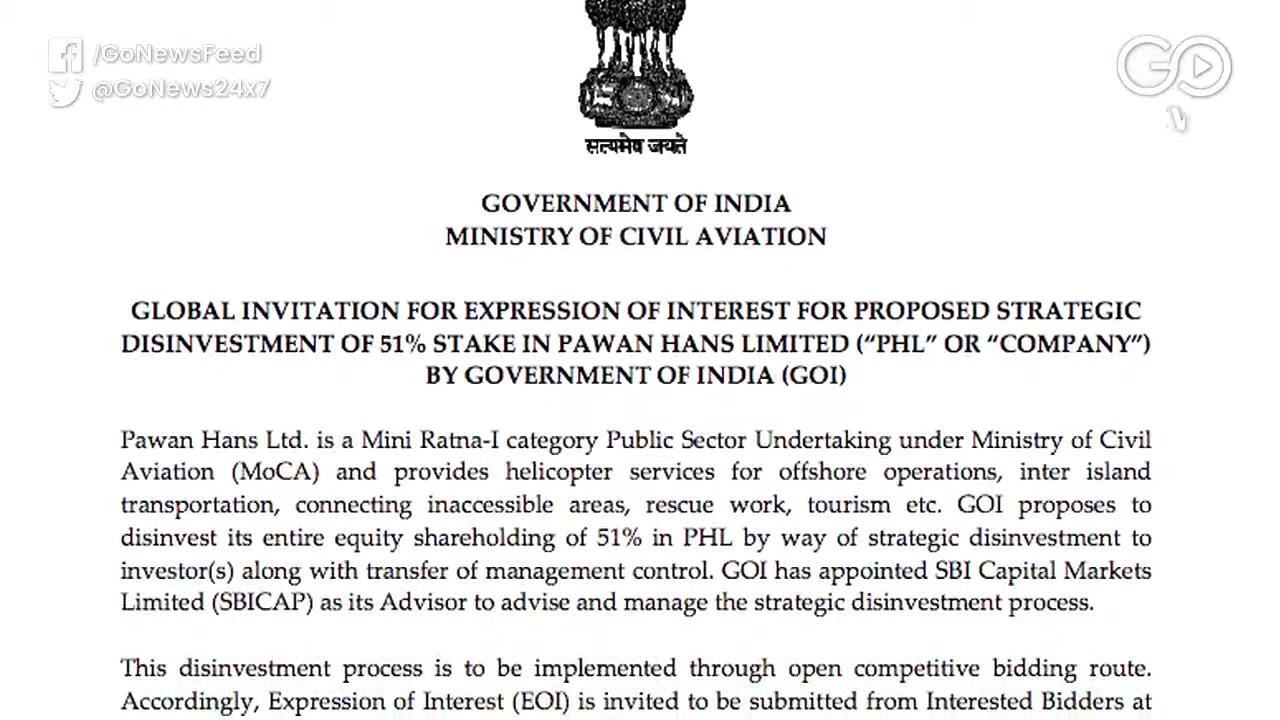 /GoNewsFeed
@GoNews24x7
GO
सत्यमेव जयते
GOVERNMENT OF INDIA
MINISTRY OF CIVIL AVIATION
GLOBAL INVITATION FOR EXPRESSION OF INTEREST FOR PROPOSED STRATEGIC
DISINVESTMENT OF 51% STAKE IN PAWAN HANS LIMITED (“PHL” OR “COMPANY”)
BY GOVERNMENT OF INDIA (GOI)
Pawan Hans Ltd. is a Mini Ratna-I category Public Sector Undertaking under Ministry of Civil
Aviation (MoCA) and provides helicopter services for offshore operations, inter island
transportation, connecting inaccessible areas, rescue work, tourism etc. GOI proposes to
disinvest its entire equity shareholding of 51% in PHL by way of strategic disinvestment to
investor(s) along with transfer of management control. GOI has appointed SBI Capital Markets
Limited (SBICAP) as its Advisor to advise and manage the strategic disinvestment process.
This disinvestment process is to be implemented through open competitive bidding route.
Accordingly, Expression of Interest (EOI) is invited to be submitted from Interested Bidders at